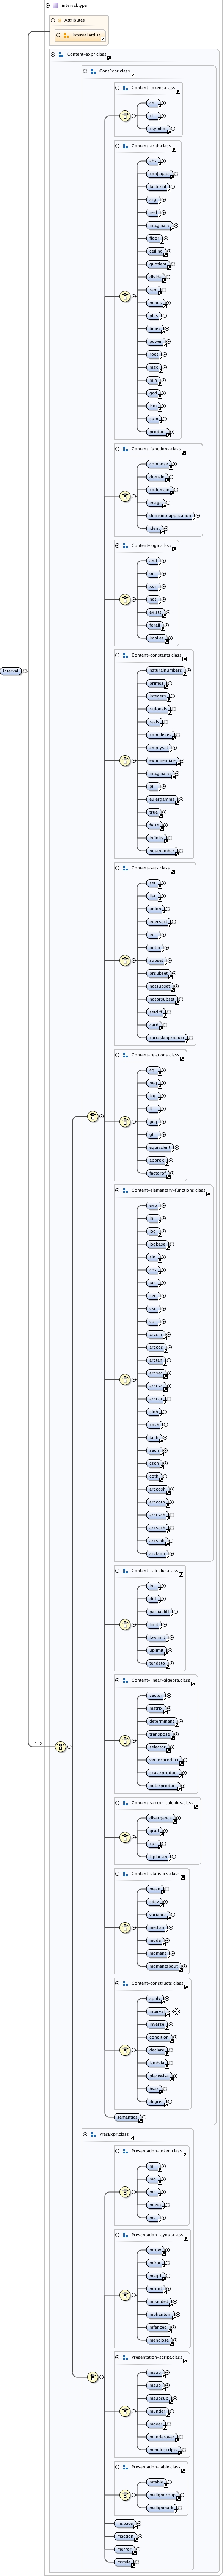 interval.type
Attributes
interval.attlist
Content-expr.class
ContExpr.class
Content-tokens.class
cn
ci
csymbol
Content-arith.class
abs
conjugate
factorial
arg
real
imaginary
floor
ceiling
quotient
divide
rem
minus
plus
times
power
root
max
min
gcd
lcm
sum
product
Content-functions.class
compose
domain
codomain
image
domainofapplication
ident
Content-logic.class
and
or
xor
not
exists
forall
implies
Content-constants.class
interval
naturalnumbers
primes
integers
rationals
reals
complexes
emptyset
exponentiale
imaginaryi
pi
eulergamma
true
false
infinity
notanumber
Content-sets.class
set
list
union
intersect
in
notin
subset
prsubset
notsubset
notprsubset
setdiff
card
cartesianproduct
Content-relations.class
eq
neq
leq
lt
geq
gt
equivalent
approx
factorof
Content-elementary-functions.class
exp
ln
log
logbase
sin
cos
tan
sec
csc
cot
arcsin
arccos
arctan
arcsec
arccsc
arccot
sinh
cosh
tanh
sech
csch
coth
arccosh
arccoth
arccsch
arcsech
arcsinh
arctanh
Content-calculus.class
int
diff
partialdiff
limit
lowlimit
uplimit
tendsto
Content-linear-algebra.class
vector
matrix
determinant
transpose
selector
vectorproduct
scalarproduct
outerproduct
1..2
Content-vector-calculus.class
divergence
grad
curl
laplacian
Content-statistics.class
mean
sdev
variance
median
mode
moment
momentabout
Content-constructs.class
apply
interval
inverse
condition
declare
lambda
piecewise
bvar
degree
semantics
PresExpr.class
Presentation-token.class
mi
mo
mn
mtext
ms
Presentation-layout.class
mrow
mfrac
msqrt
mroot
mpadded
mphantom
mfenced
menclose
Presentation-script.class
msub
msup
msubsup
munder
mover
munderover
mmultiscripts
Presentation-table.class
mtable
maligngroup
malignmark
mspace
maction
merror
mstyle